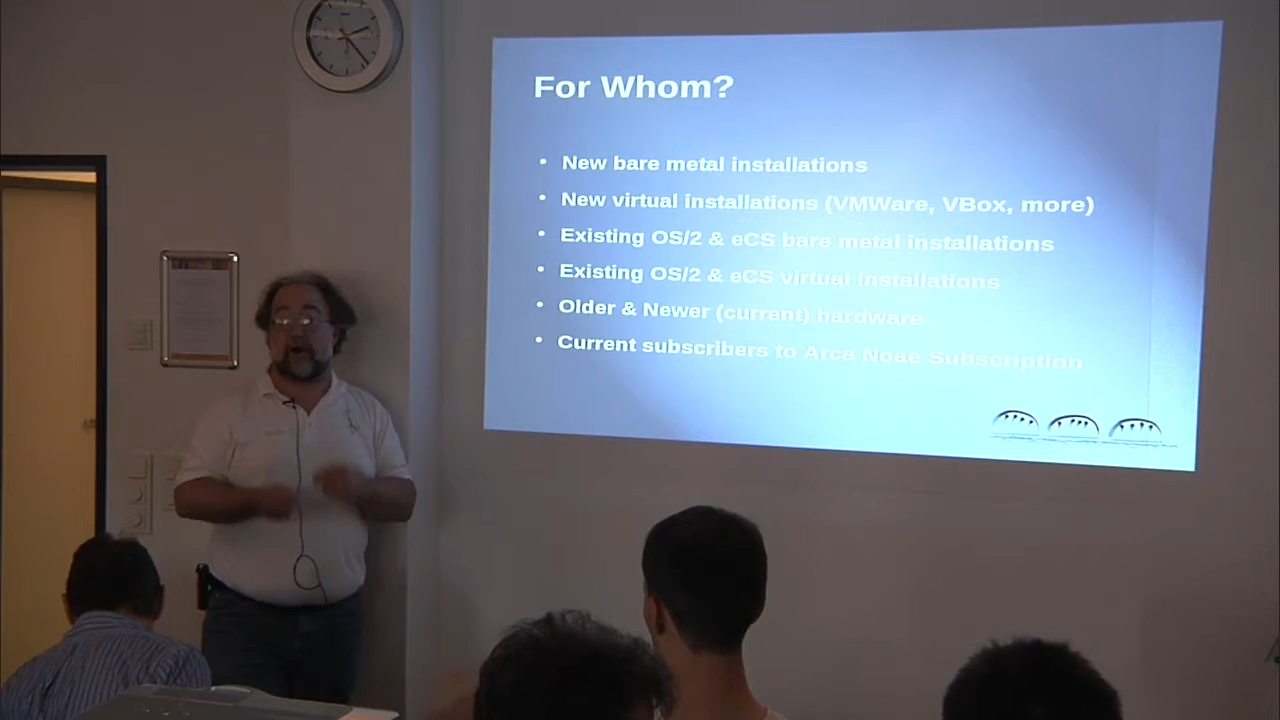 For Whom?
• New bare metal installations
• New virtual installations (VMWare, VBox, more)
• Existing OS/2 & eCS bare metal installations
• Existing OS/2 & eCS virtual installations
• Older & Newer (current) hardware
• Current subscribers to Arca Noae Subscription